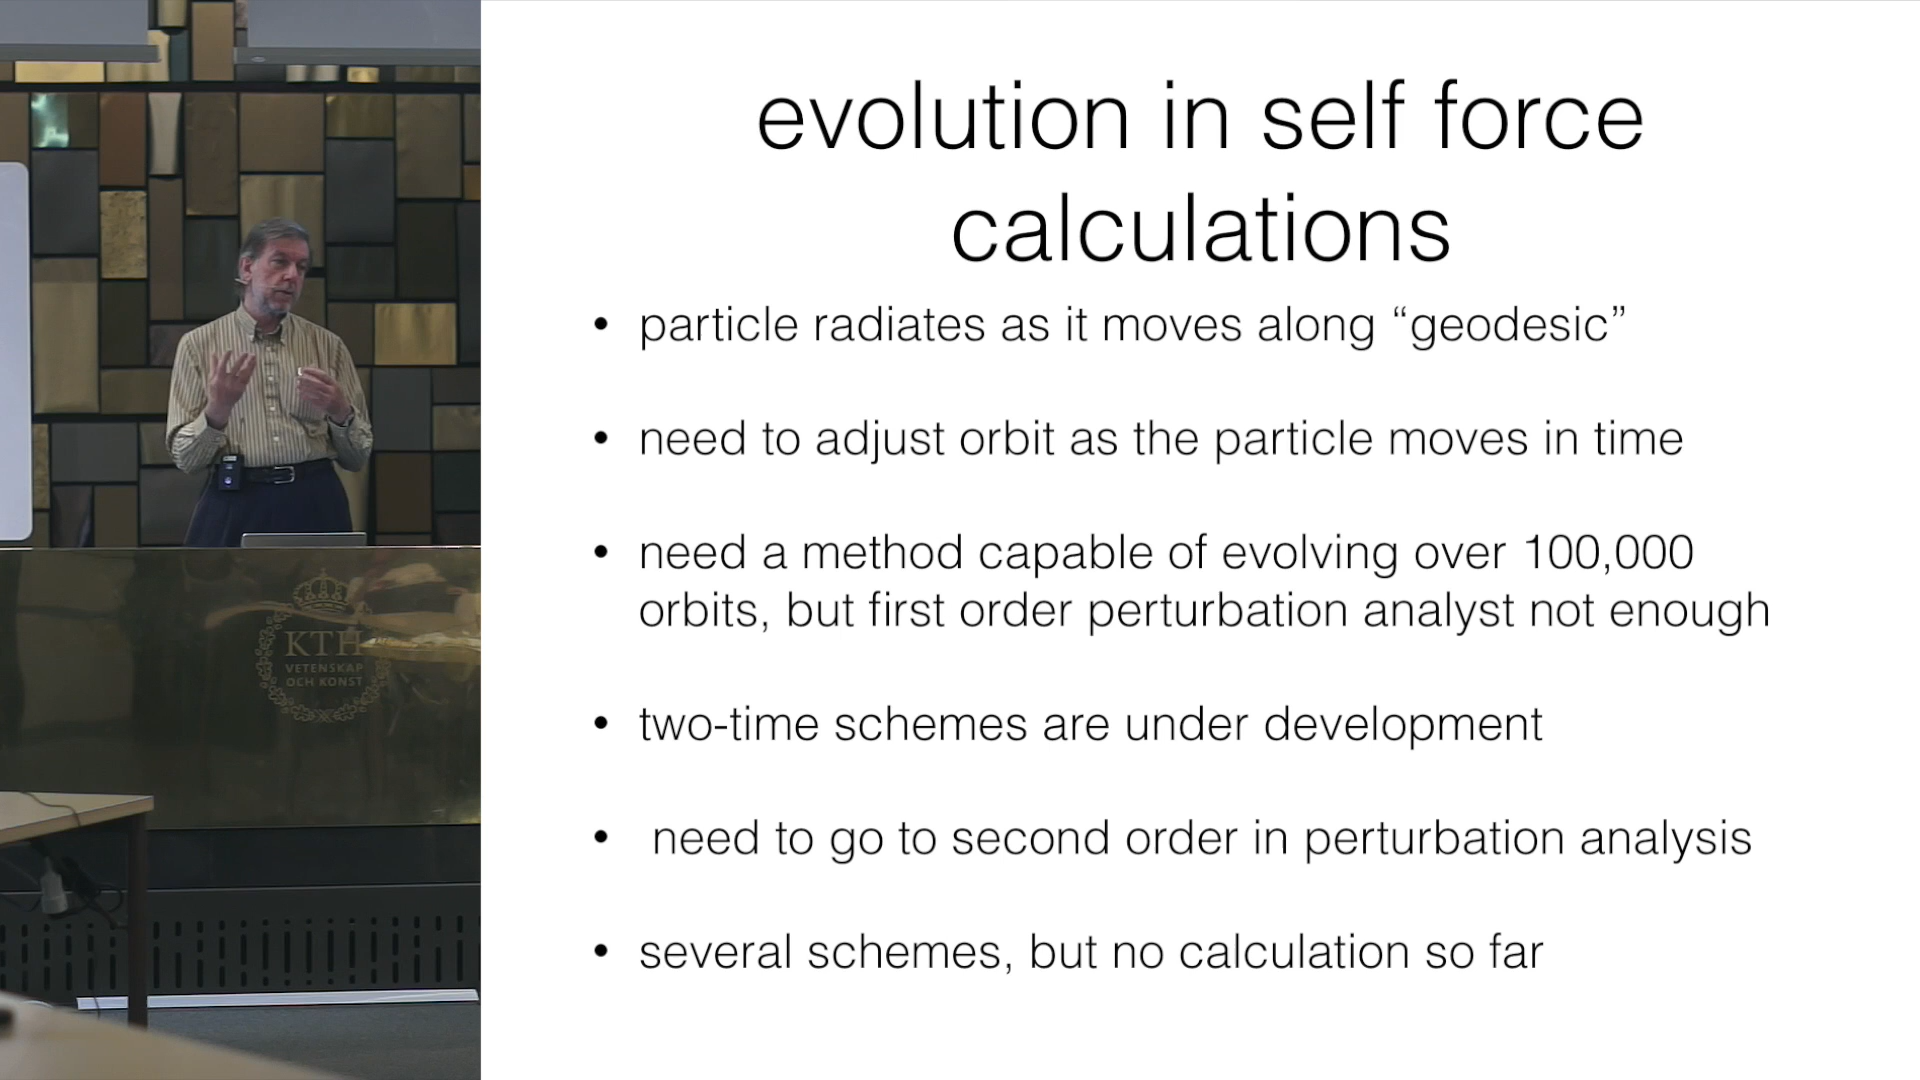 evolution in self force
calculations
• particle radiates as it moves along “geodesic”
• need to adjust orbit as the particle moves in time
• need a method capable of evolving over 100,000
orbits, but first order perturbation analyst not enough
• two-time schemes are under development
• need to go to second order in perturbation analysis
• several schemes, but no calculation so far
KTH
VETENSKAP
OCH KONST